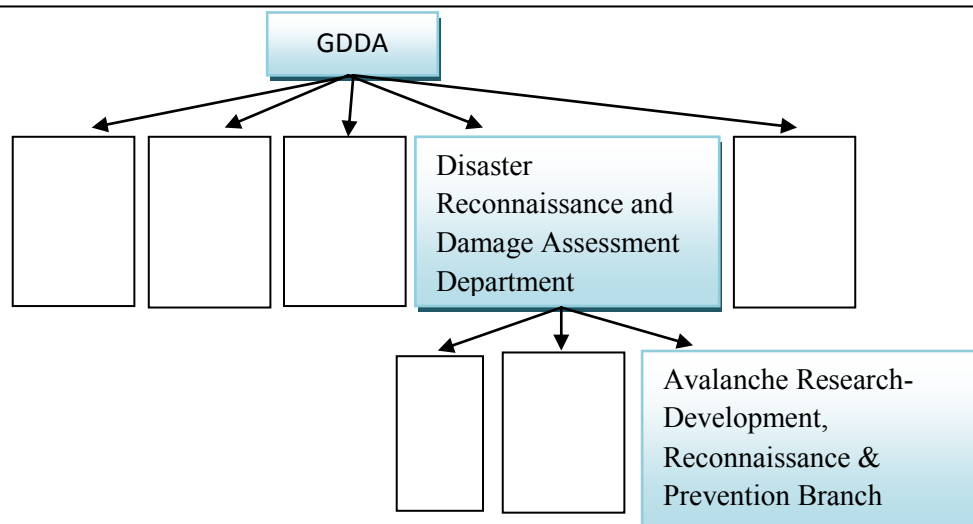 GDDA
Disaster
Reconnaissance and
Damage Assessment
Department
Avalanche Research-
Development,
Reconnaissance &
Prevention Branch